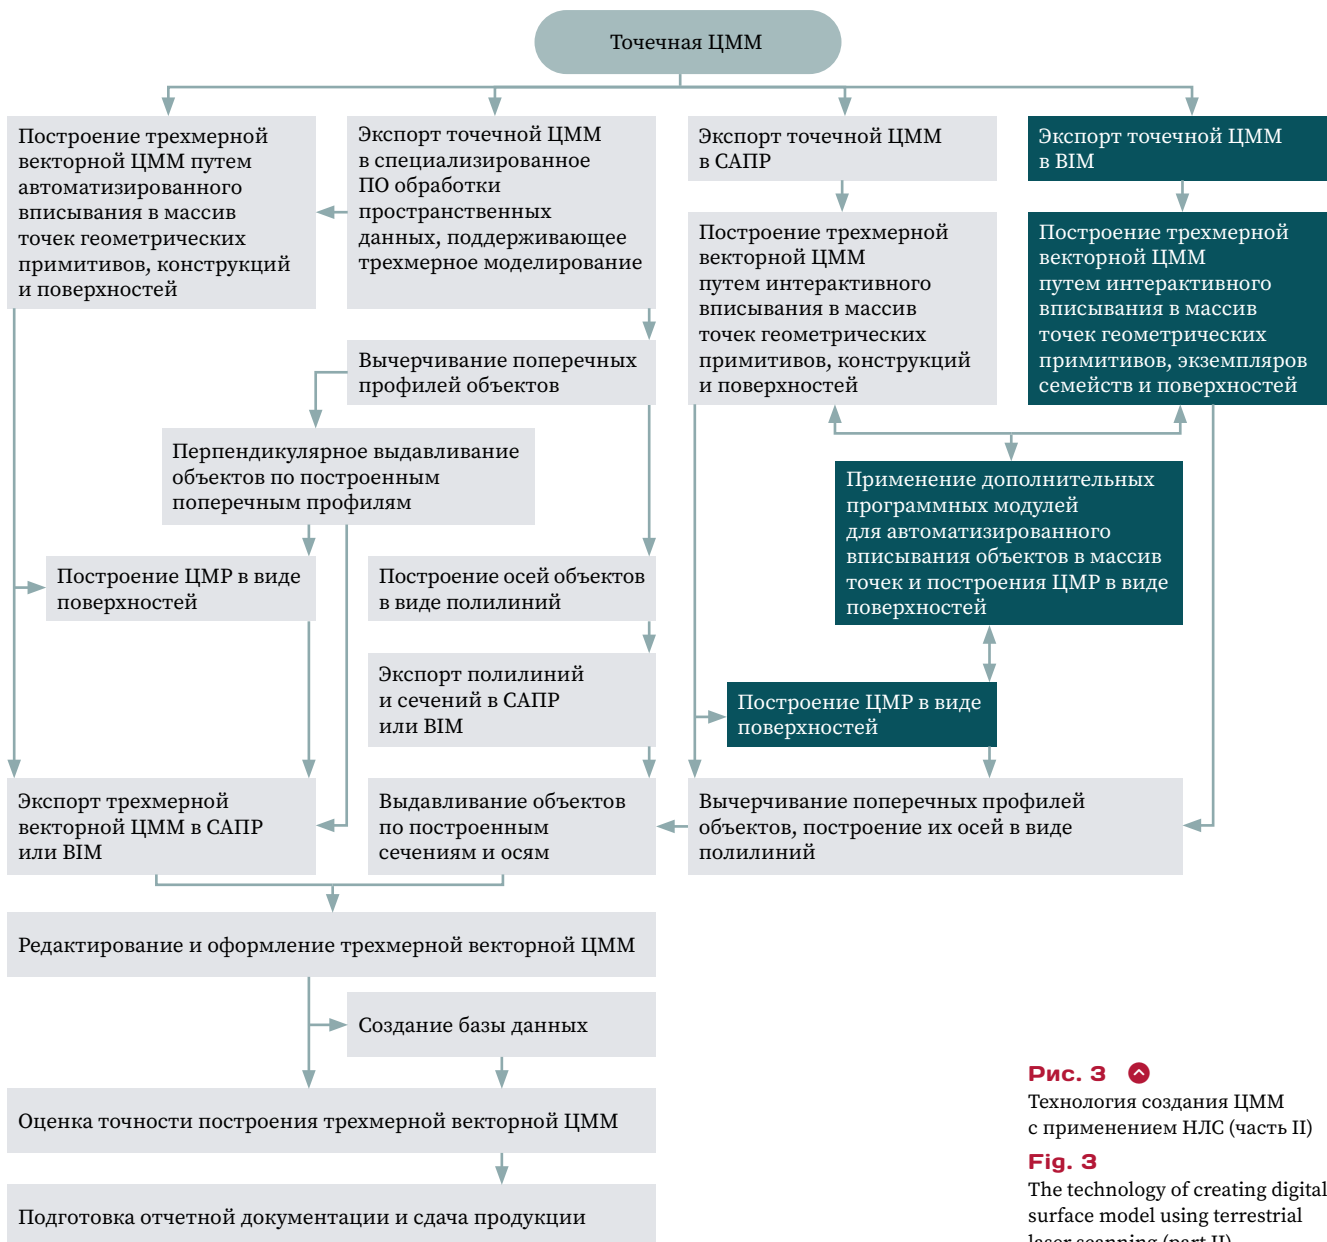 Точечная ЦММ
Построение трехмерной
векторной ЦММ путем
автоматизированного
вписывания в массив
точек геометрических
примитивов, конструкций
и поверхностей
Экспорт точечной ЦММ
в специализированное
ПО обработки
пространственных
данных, поддерживающее
трехмерное моделирование
Экспорт точечной ЦММ
в САПР
Экспорт точечной ЦММ
в BIM
Построение трехмерной
векторной ЦММ
путем интерактивного
вписывания в массив
точек геометрических
примитивов, конструкций
и поверхностей
Построение трехмерной
векторной ЦММ
путем интерактивного
вписывания в массив
точек геометрических
примитивов, экземпляров
семейств и поверхностей
Вычерчивание поперечных
профилей объектов
Перпендикулярное выдавливание
объектов по построенным
поперечным профилям
Применение дополнительных
программных модулей
для автоматизированного
вписывания объектов в массив
точек и построения ЦМР в виде
поверхностей
Построение ЦМР в виде
поверхностей
Построение осей объектов
в виде полилиний
Экспорт полилиний
и сечений в САПР
или BIM
Построение ЦМР в виде
поверхностей
Экспорт трехмерной
векторной ЦММ в САПР
или BIM
Выдавливание объектов
по построенным
сечениям и осям
Вычерчивание поперечных профилей
объектов, построение их осей в виде
полилиний
Редактирование и оформление трехмерной векторной ЦММ
Создание базы данных
Оценка точности построения трехмерной векторной ЦММ
Подготовка отчетной документации и сдача продукции
Рис. 3
Технология создания ЦММ
с применением НЛС (часть II)
Fig. 3
The technology of creating digital
surface model using terrestrial
laser scanning (part II)